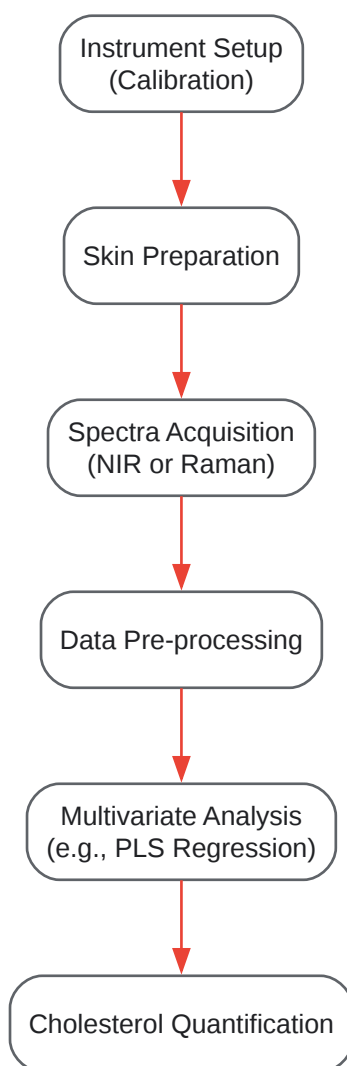 Instrument Setup
(Calibration)
Skin Preparation
Spectra Acquisition
(NIR or Raman)
Data Pre-processing
Multivariate Analysis
(e.g., PLS Regression)
Cholesterol Quantification